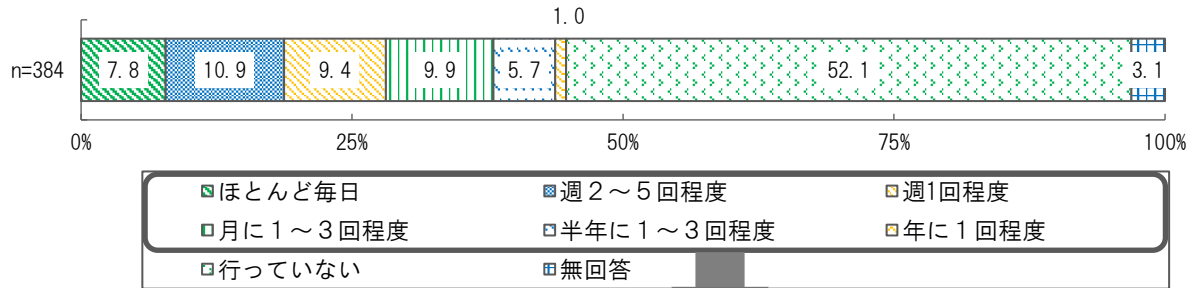 1.0
n=384 7.8 10.9 9.4 9.9 5.7 52.1 3.1
0% 25% 50% 75% 100%
ほとんど毎日 週２～５回程度 週1回程度
月に１～３回程度 半年に１～３回程度 年に１回程度
行っていない 無回答